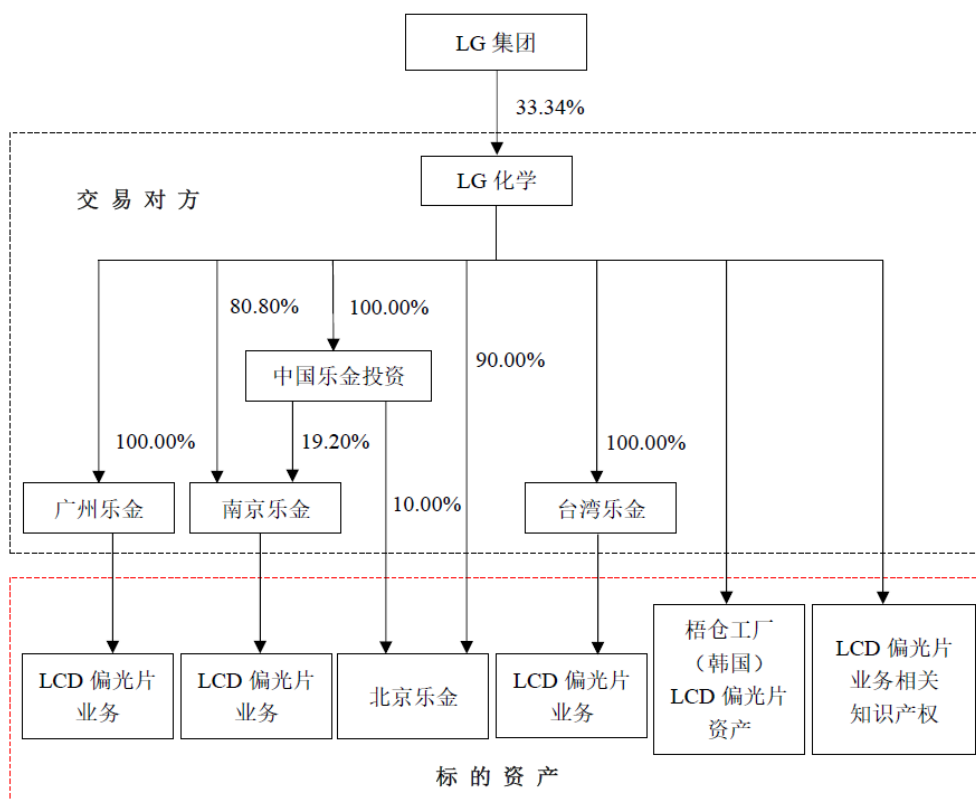 LG 集团
33.34%
LG 化学
交 易 对 方
80.80%
100.00%
中国乐金投资
90.00%
100.00%
19.20%
100.00%
广州乐金
南京乐金
10.00%
台湾乐金
LCD 偏光片
业务
LCD 偏光片
业务
北京乐金
LCD 偏光片
业务
梧仓工厂
（韩国）
LCD 偏光片
资产
LCD 偏光片
业务相关
知识产权
标 的 资 产